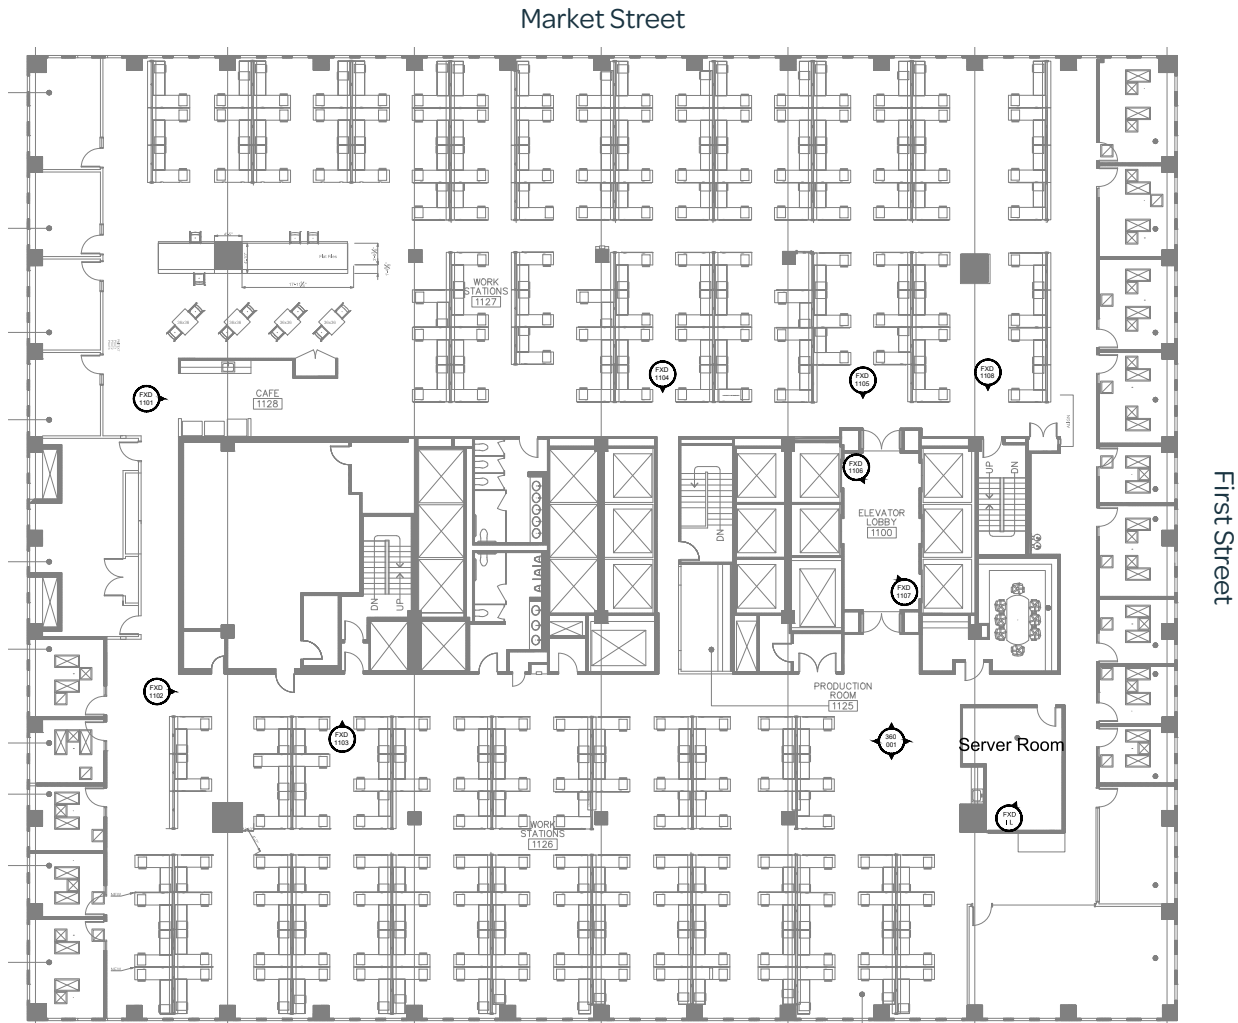 Market Street
First Street
Flat Files
WORK
STATIONS
1127
FXD
1104
FXD
1105
FXD
1108
FXD
1101
CAFE
1128
FXD
1106
UP
DN
DN
ELEVATOR
LOBBY
1100
FXD
1107
DN
UP
FXD
1102
PRODUCTION
ROOM
1125
FXD
1103
360
001
Server Room
FXD
WORK
STATIONS
1126